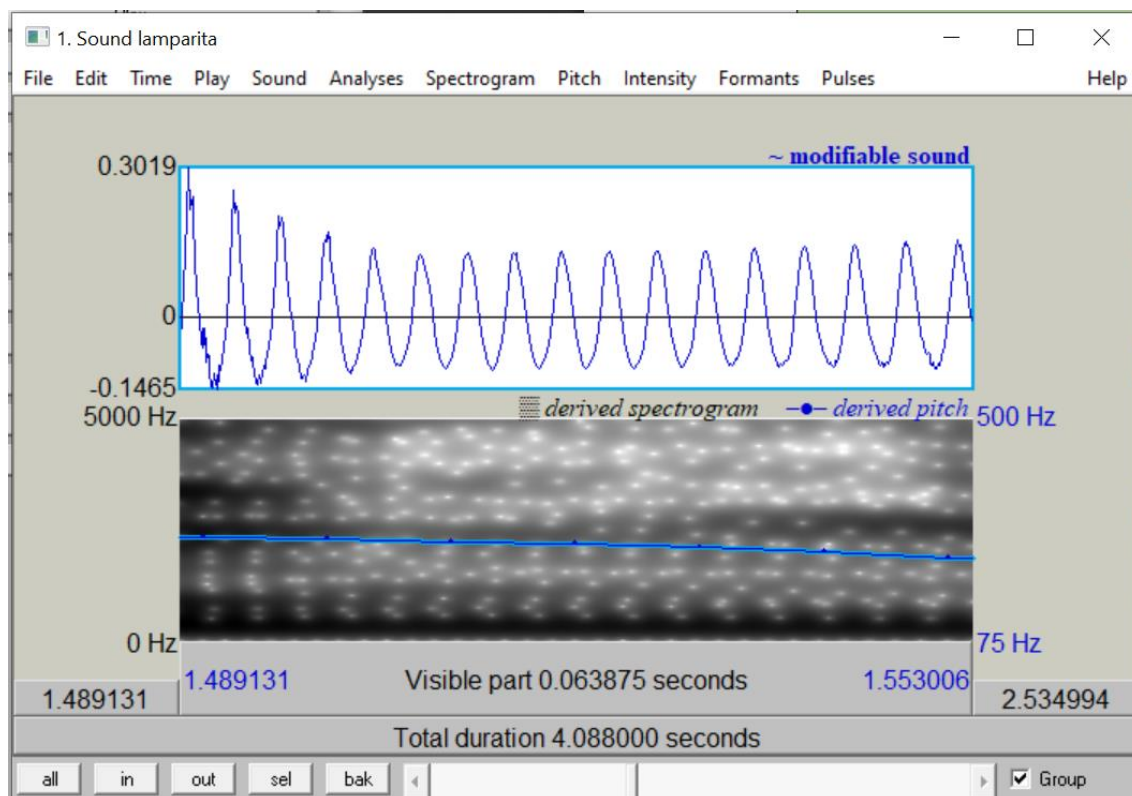 1. Sound lamparita
File Edit Time Play Sound Analyses Spectrogram Pitch Intensity Formants Pulses Help
0.3019
~ modifiable sound
0
-0.1465
5000 Hz
derived spectrogram
derived pitch
500 Hz
0 Hz
75 Hz
1.489131
1.489131 Visible part 0.063875 seconds 1.553006
2.534994
Total duration 4.088000 seconds
all in out sel bak Group